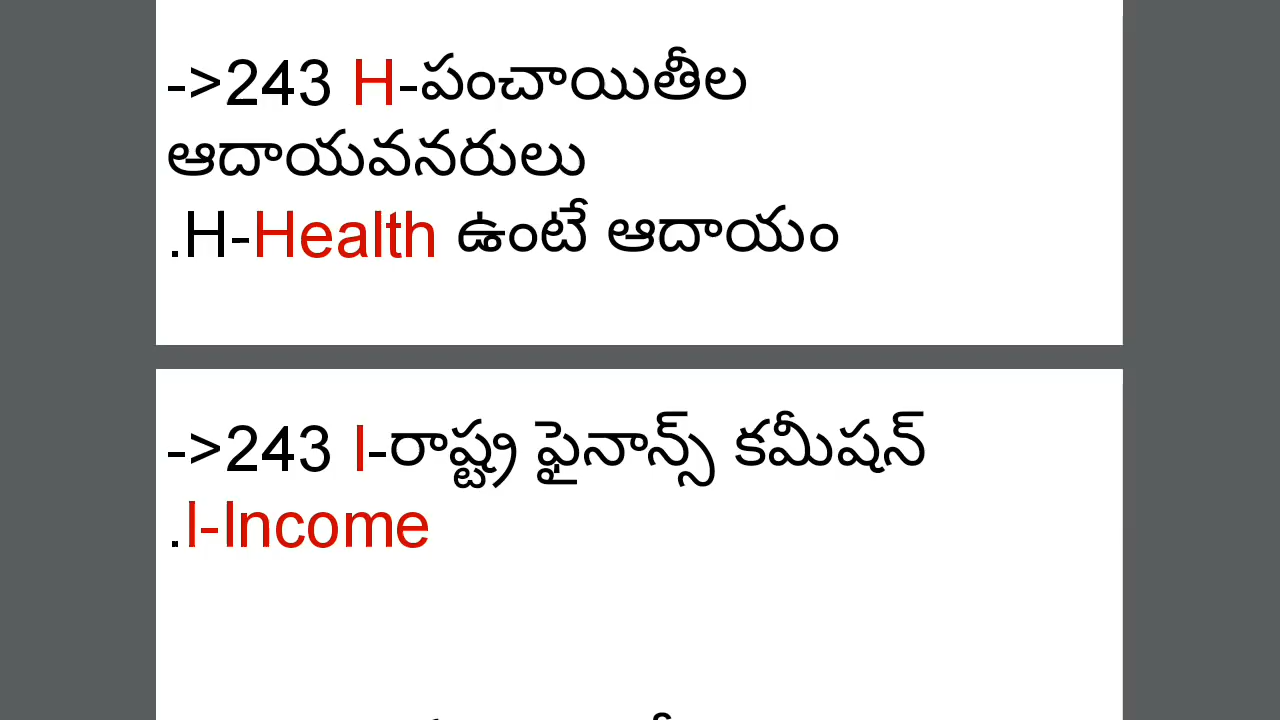 ->243 H-పంచాయితీల
ఆదాయవనరులు
.H-Health ఉంటే ఆదాయం
->243 I-రాష్ట్ర ఫైనాన్స్ కమీషన్
.I-Income